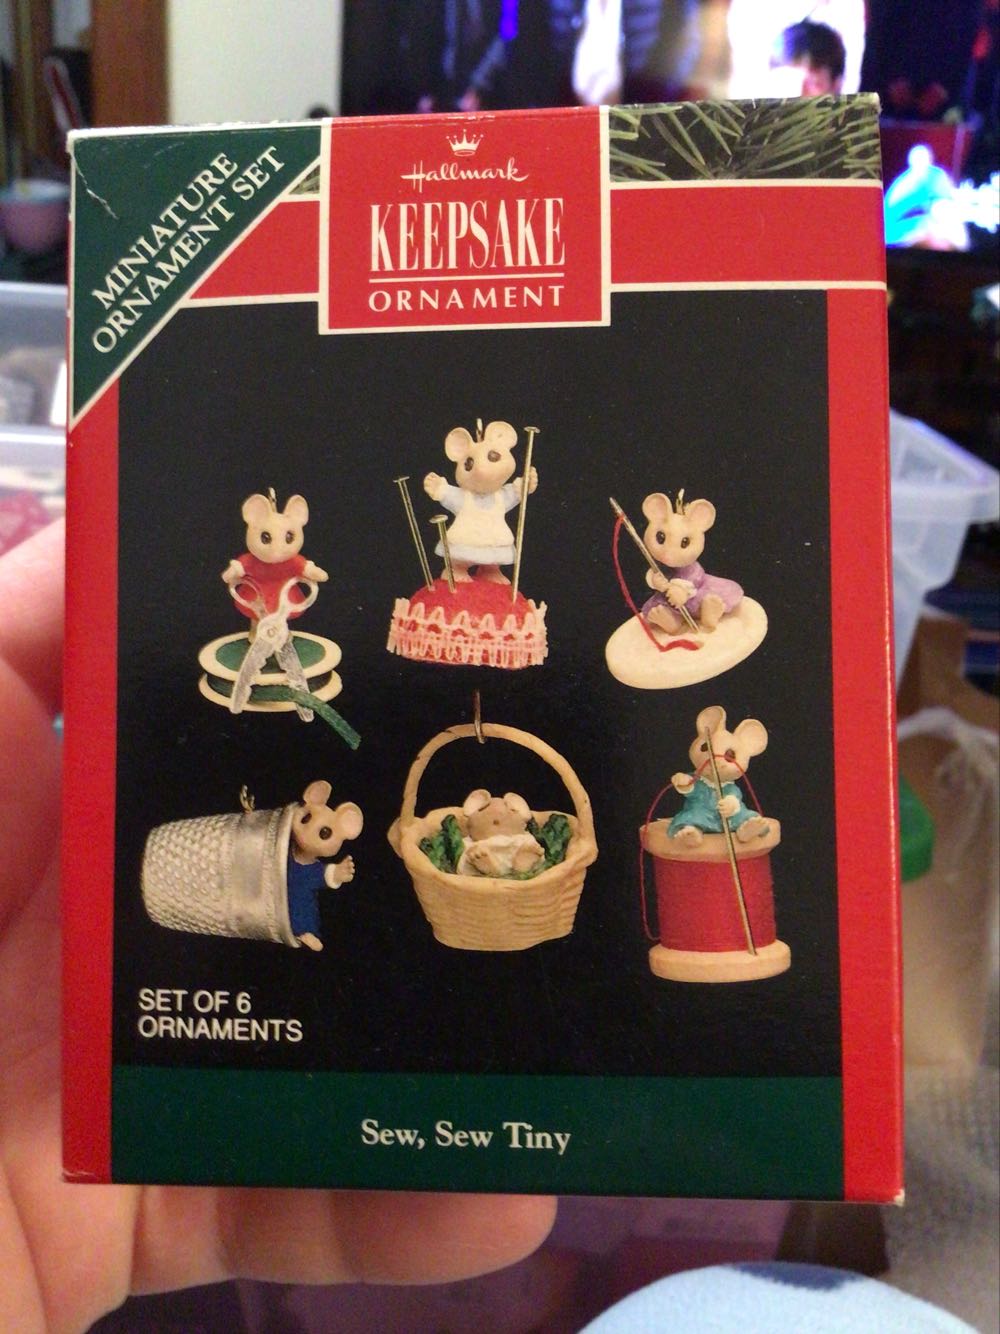 MINIATURE
ORNAMENT SET
Hallmark
KEEPSAKE
ORNAMENT
SET OF 6
ORNAMENTS
Sew, Sew Tiny